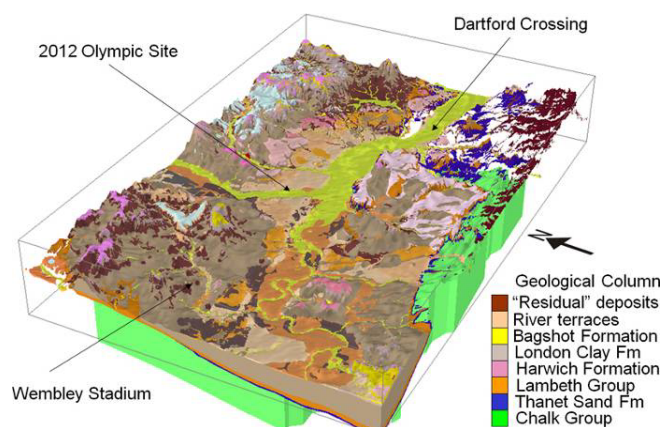 Dartford Crossing
2012 Olympic Site
N
Geological Column
"Residual" deposits
River terraces
Bagshot Formation
London Clay Fm
Harwich Formation
Lambeth Group
Thanet Sand Fm
Chalk Group
Wembley Stadium